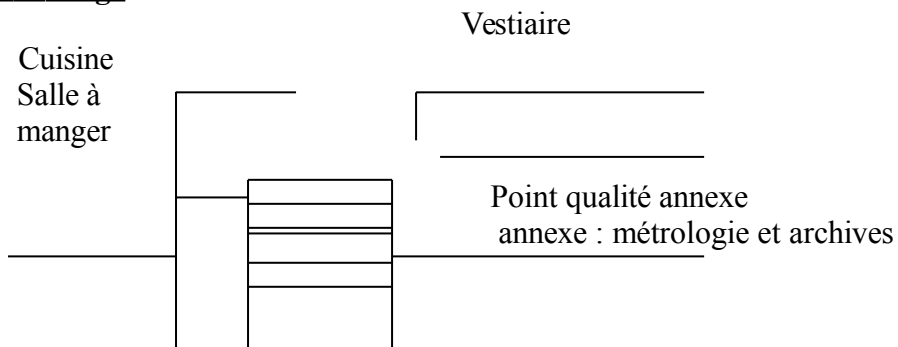 Vestiaire
Cuisine
Salle à
manger
Point qualité annexe
annexe : métrologie et archives